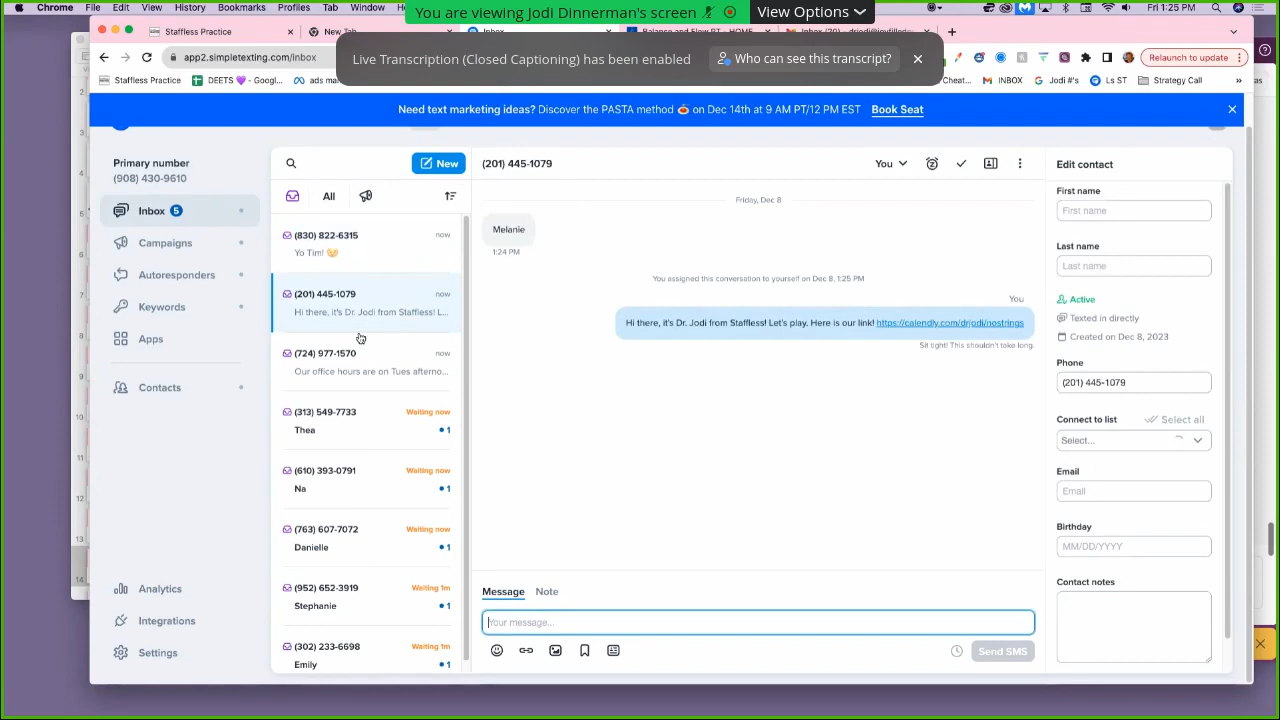 You are viewing Jodi Dinnerman's screen
View Options
Chrome File Edit View History Bookmarks Profiles Tab Window Fri 1:25 PM
Staffless Practice
New Tab
Inbox
Balance and Flow PT - HOME
Live Transcription (Closed Captioning) has been enabled
Who can see this transcript?
app2.simpletexting.com/inbox
Relaunch to update
Staffless Practice
DEETS 💜 - Googl...
ads ma
Cheat...
INBOX
Jodi #'s
Ls ST
Strategy Call
Need text marketing ideas? Discover the PASTA method 🍝 on Dec 14th at 9 AM PT/12 PM EST Book Seat
Primary number
(908) 430-9610
Inbox 5
Campaigns
Autoresponders
Keywords
Apps
Contacts
Analytics
Integrations
Settings
New
All
(830) 822-6315 now
Yo Tim! 
(201) 445-1079 now
Hi there, it's Dr. Jodi from Staffless! L...
(724) 977-1570 now
Our office hours are on Tues afterno...
(313) 549-7733 Waiting now
Thea 1
(610) 393-0791 Waiting now
Na 1
(763) 607-7072 Waiting now
Danielle 1
(952) 652-3919 Waiting 1m
Stephanie 1
(302) 233-6698 Waiting 1m
Emily 1
(201) 445-1079
You
Friday, Dec 8
Melanie
1:24 PM
You assigned this conversation to yourself on Dec 8, 1:25 PM
You
Hi there, it's Dr. Jodi from Staffless! Let's play. Here is our link! https://calendly.com/drjodi/nostrings
Sit tight! This shouldn't take long.
Message Note
Your message...
Send SMS
Edit contact
First name
First name
Last name
Last name
Active
Texted in directly
Created on Dec 8, 2023
Phone
(201) 445-1079
Connect to list
Select all
Select...
Email
Email
Birthday
MM/DD/YYYY
Contact notes